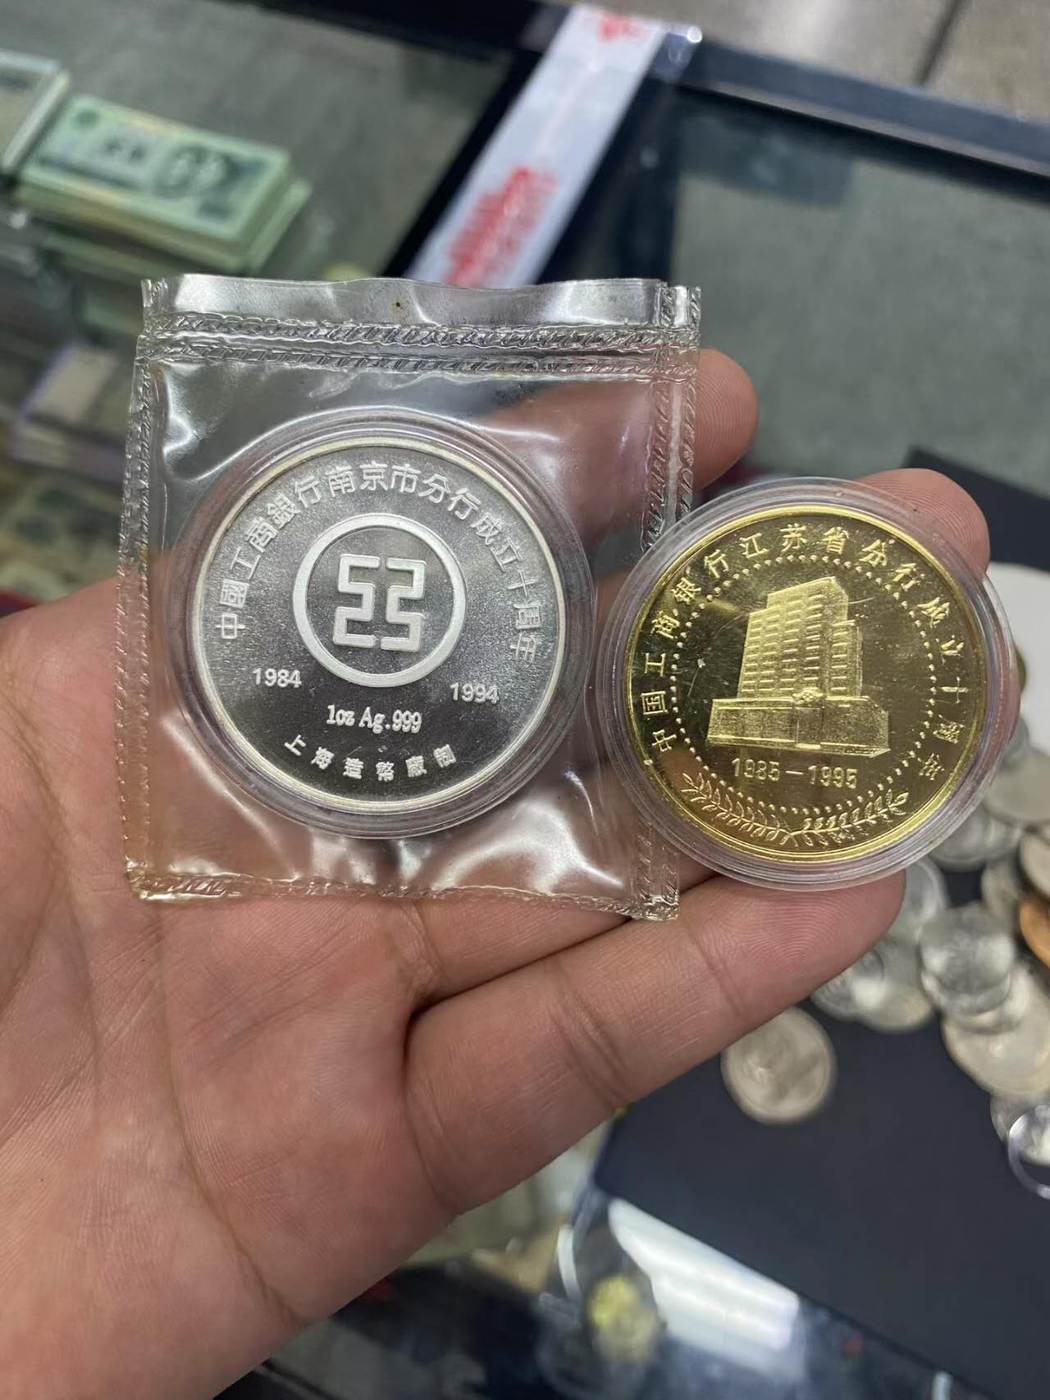 中國工商銀行南京市分行成立十周年
1984
1994
1oz Ag.999
上海造幣廠制
中国工商银行江苏省分行成立十周年
1985-1995